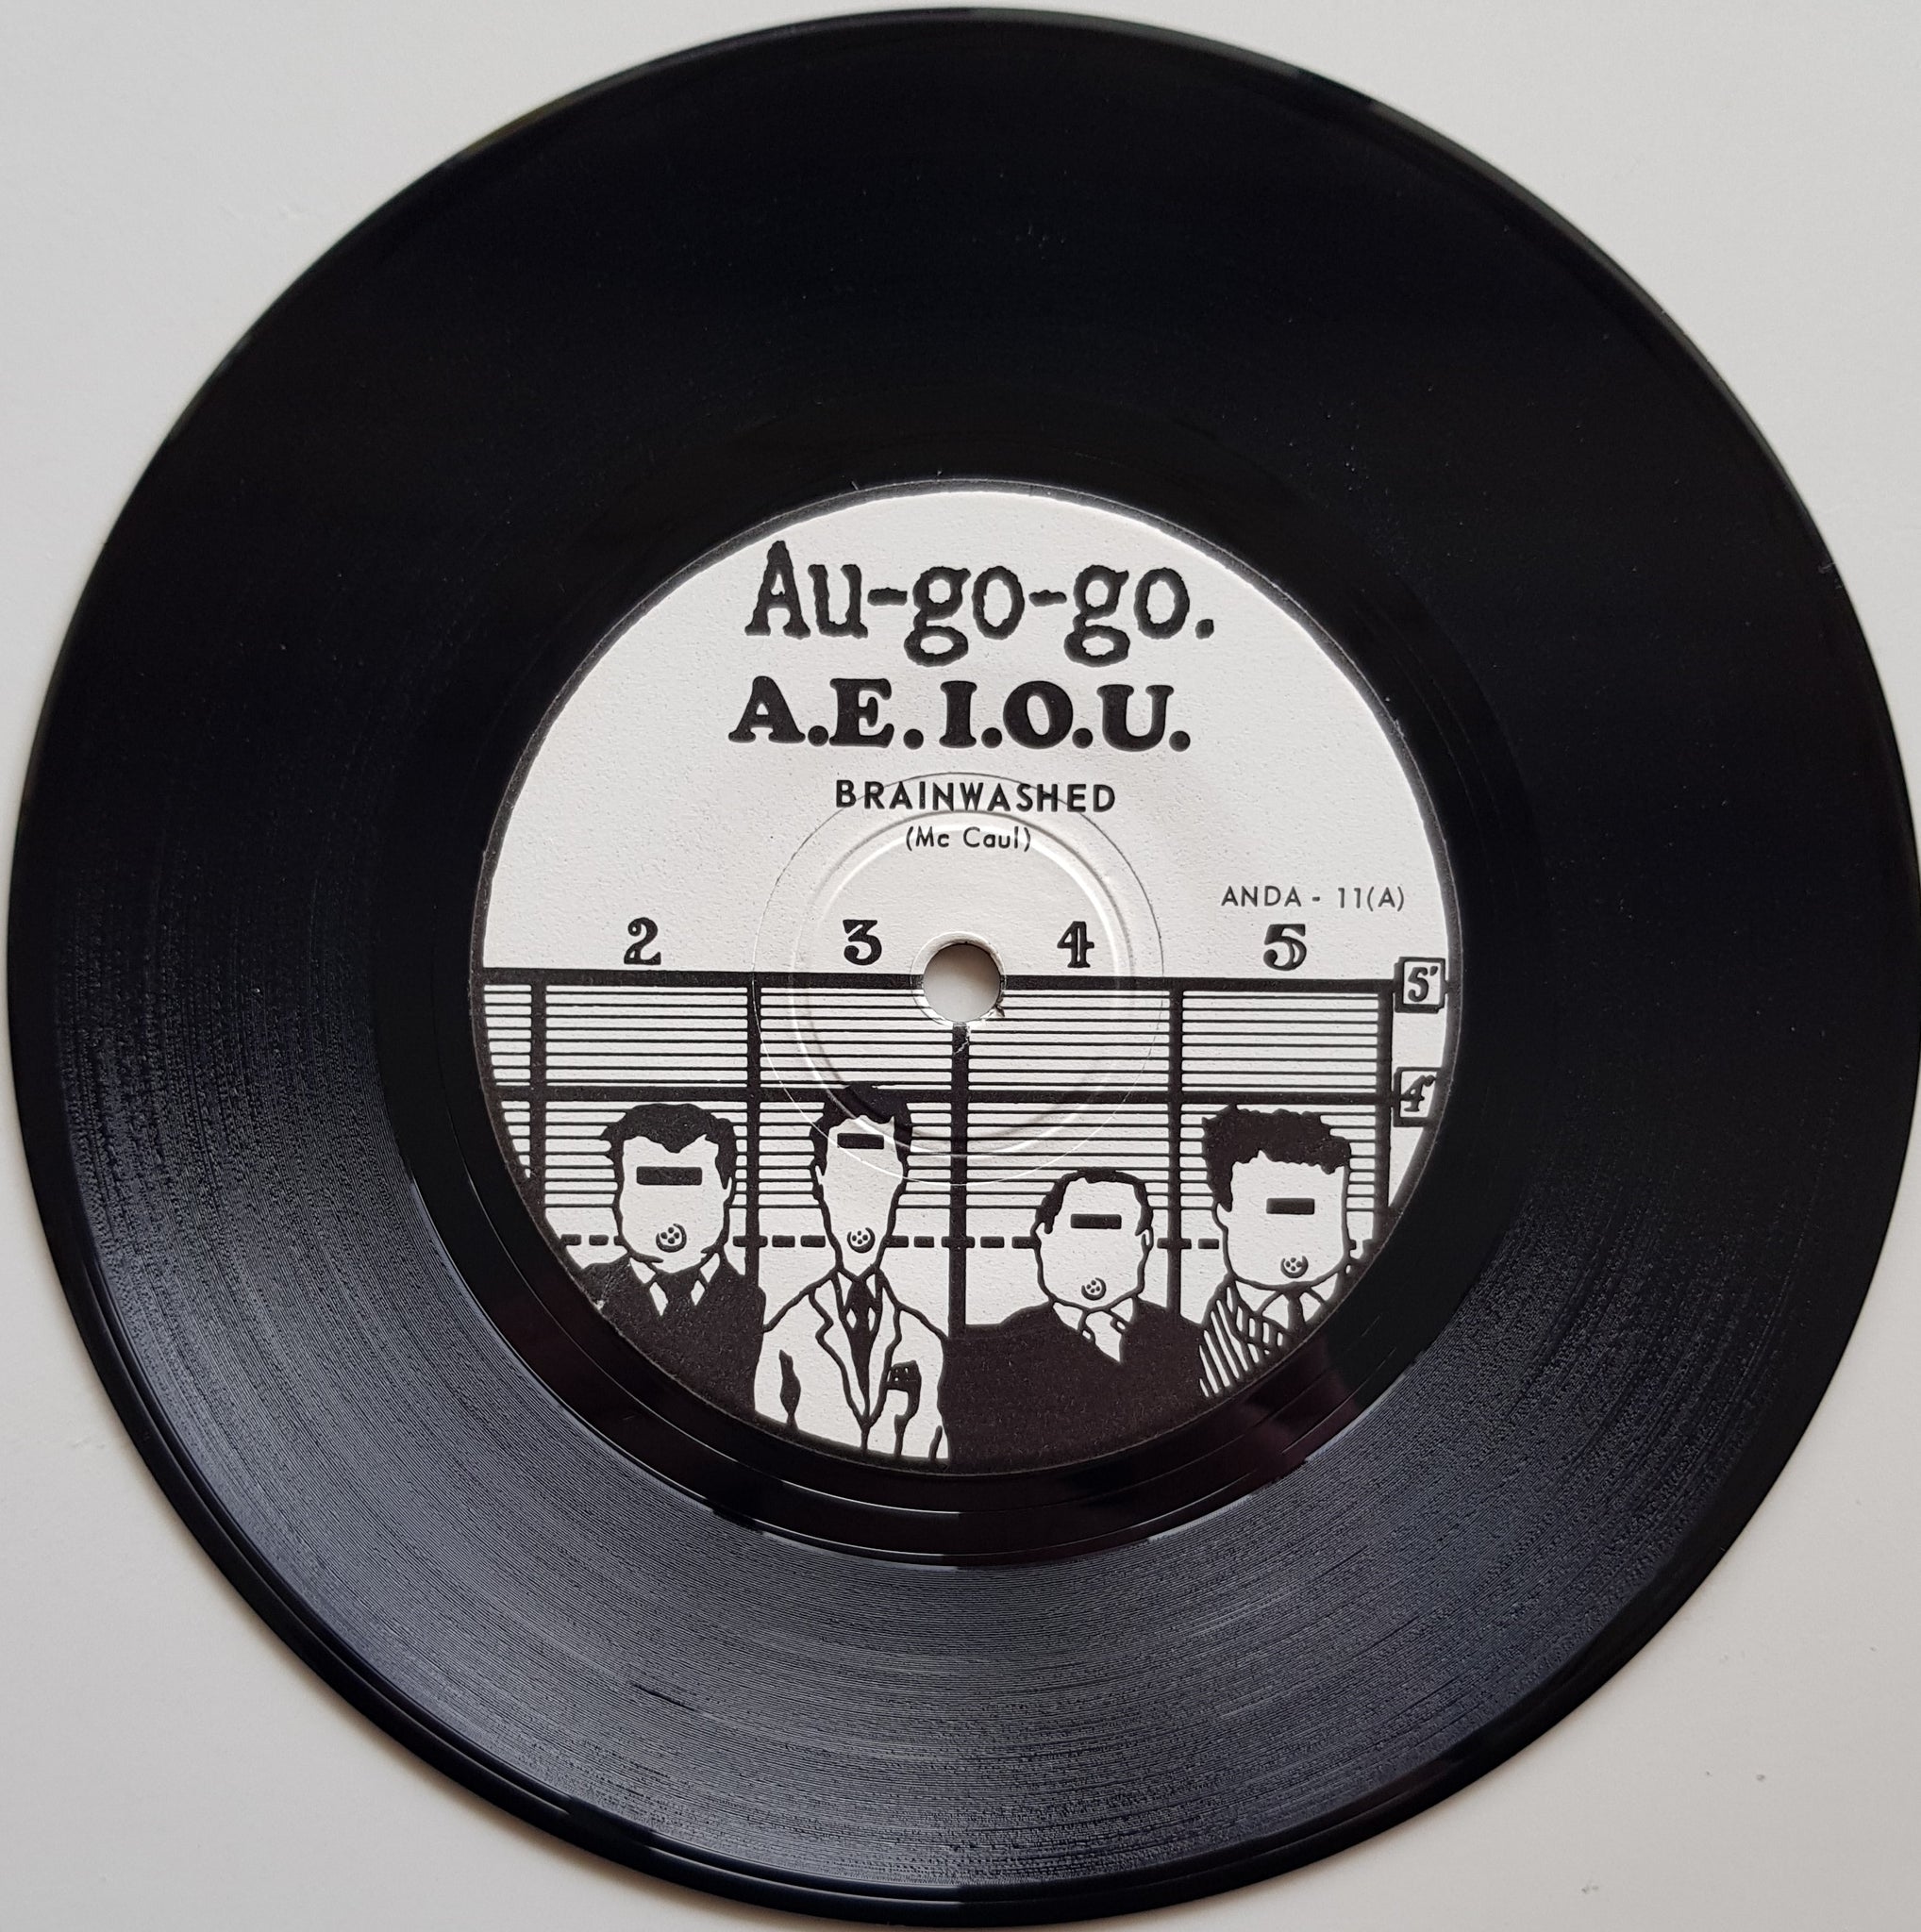 Au-go-go.
A.E.I.O.U.
BRAINWASHED
(Mc Caul)
ANDA - 11(A)
2 3 4 5
5'
4'